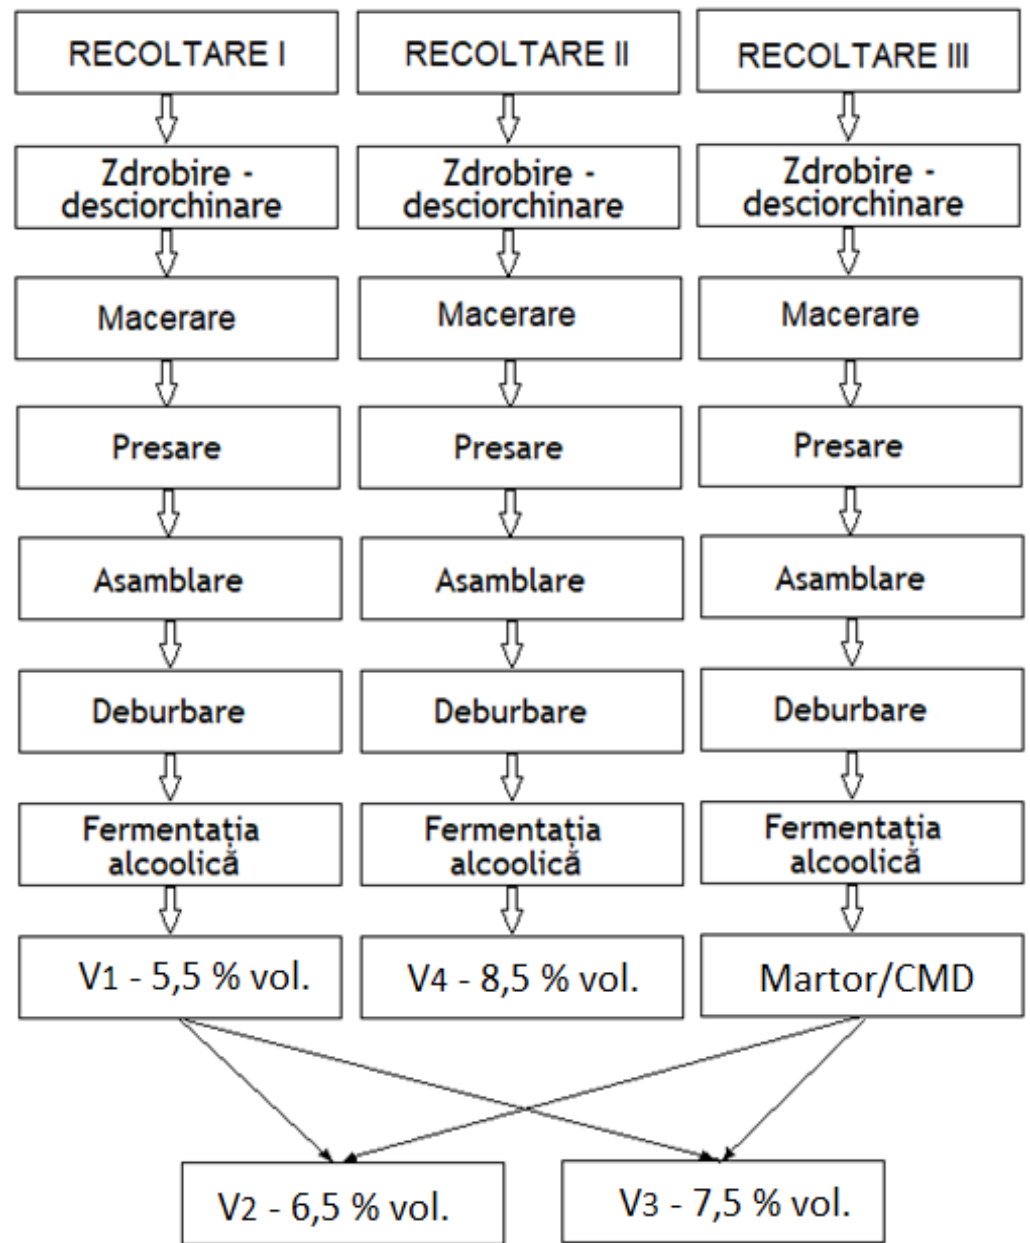 RECOLTARE I
RECOLTARE II
RECOLTARE III
Zdrobire -
desciorchinare
Zdrobire -
desciorchinare
Zdrobire -
desciorchinare
Macerare
Macerare
Macerare
Presare
Presare
Presare
Asamblare
Asamblare
Asamblare
Deburbare
Deburbare
Deburbare
Fermentația
alcoolică
Fermentația
alcoolică
Fermentația
alcoolică
V1 - 5,5 % vol.
V4 - 8,5 % vol.
Martor/CMD
V2 - 6,5 % vol.
V3 - 7,5 % vol.